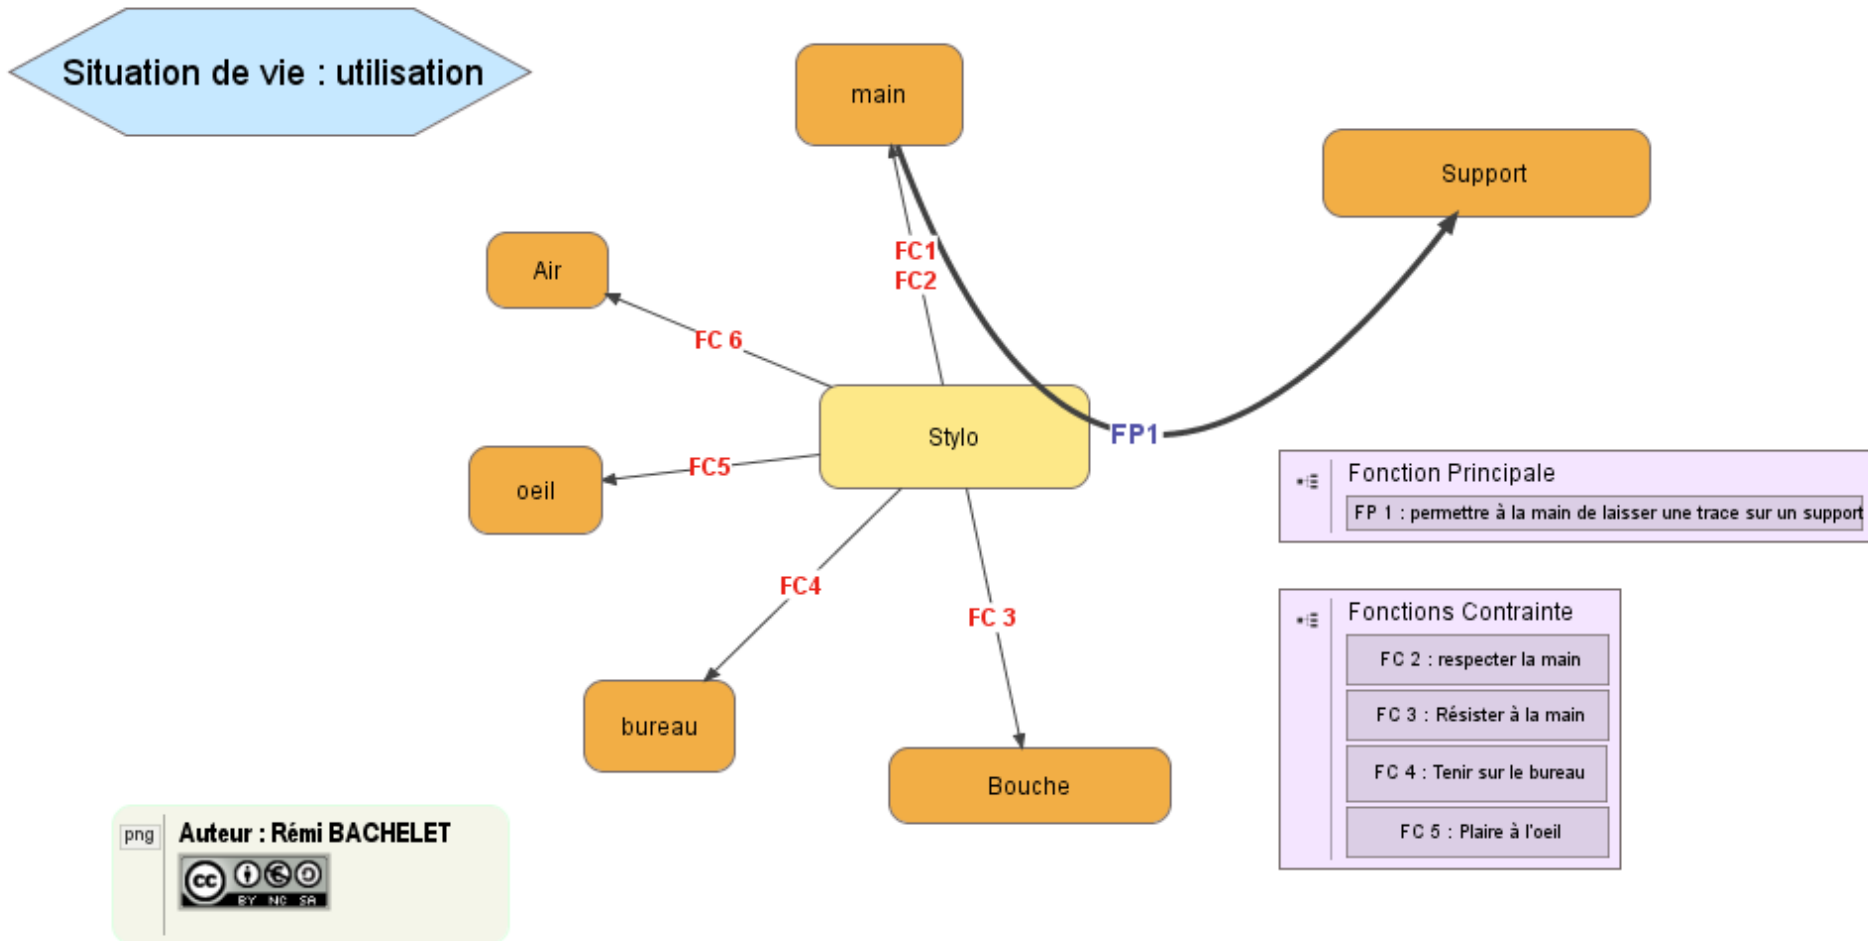 Situation de vie : utilisation
main
Support
FC1
FC2
Air
FC 6
Stylo
FP1
oeil
FC5
FC4
FC 3
bureau
Bouche
Fonction Principale
FP 1 : permettre à la main de laisser une trace sur un support
Fonctions Contrainte
FC 2 : respecter la main
FC 3 : Résister à la main
FC 4 : Tenir sur le bureau
FC 5 : Plaire à l'oeil
png
Auteur : Rémi BACHELET
cc
BY NC SA